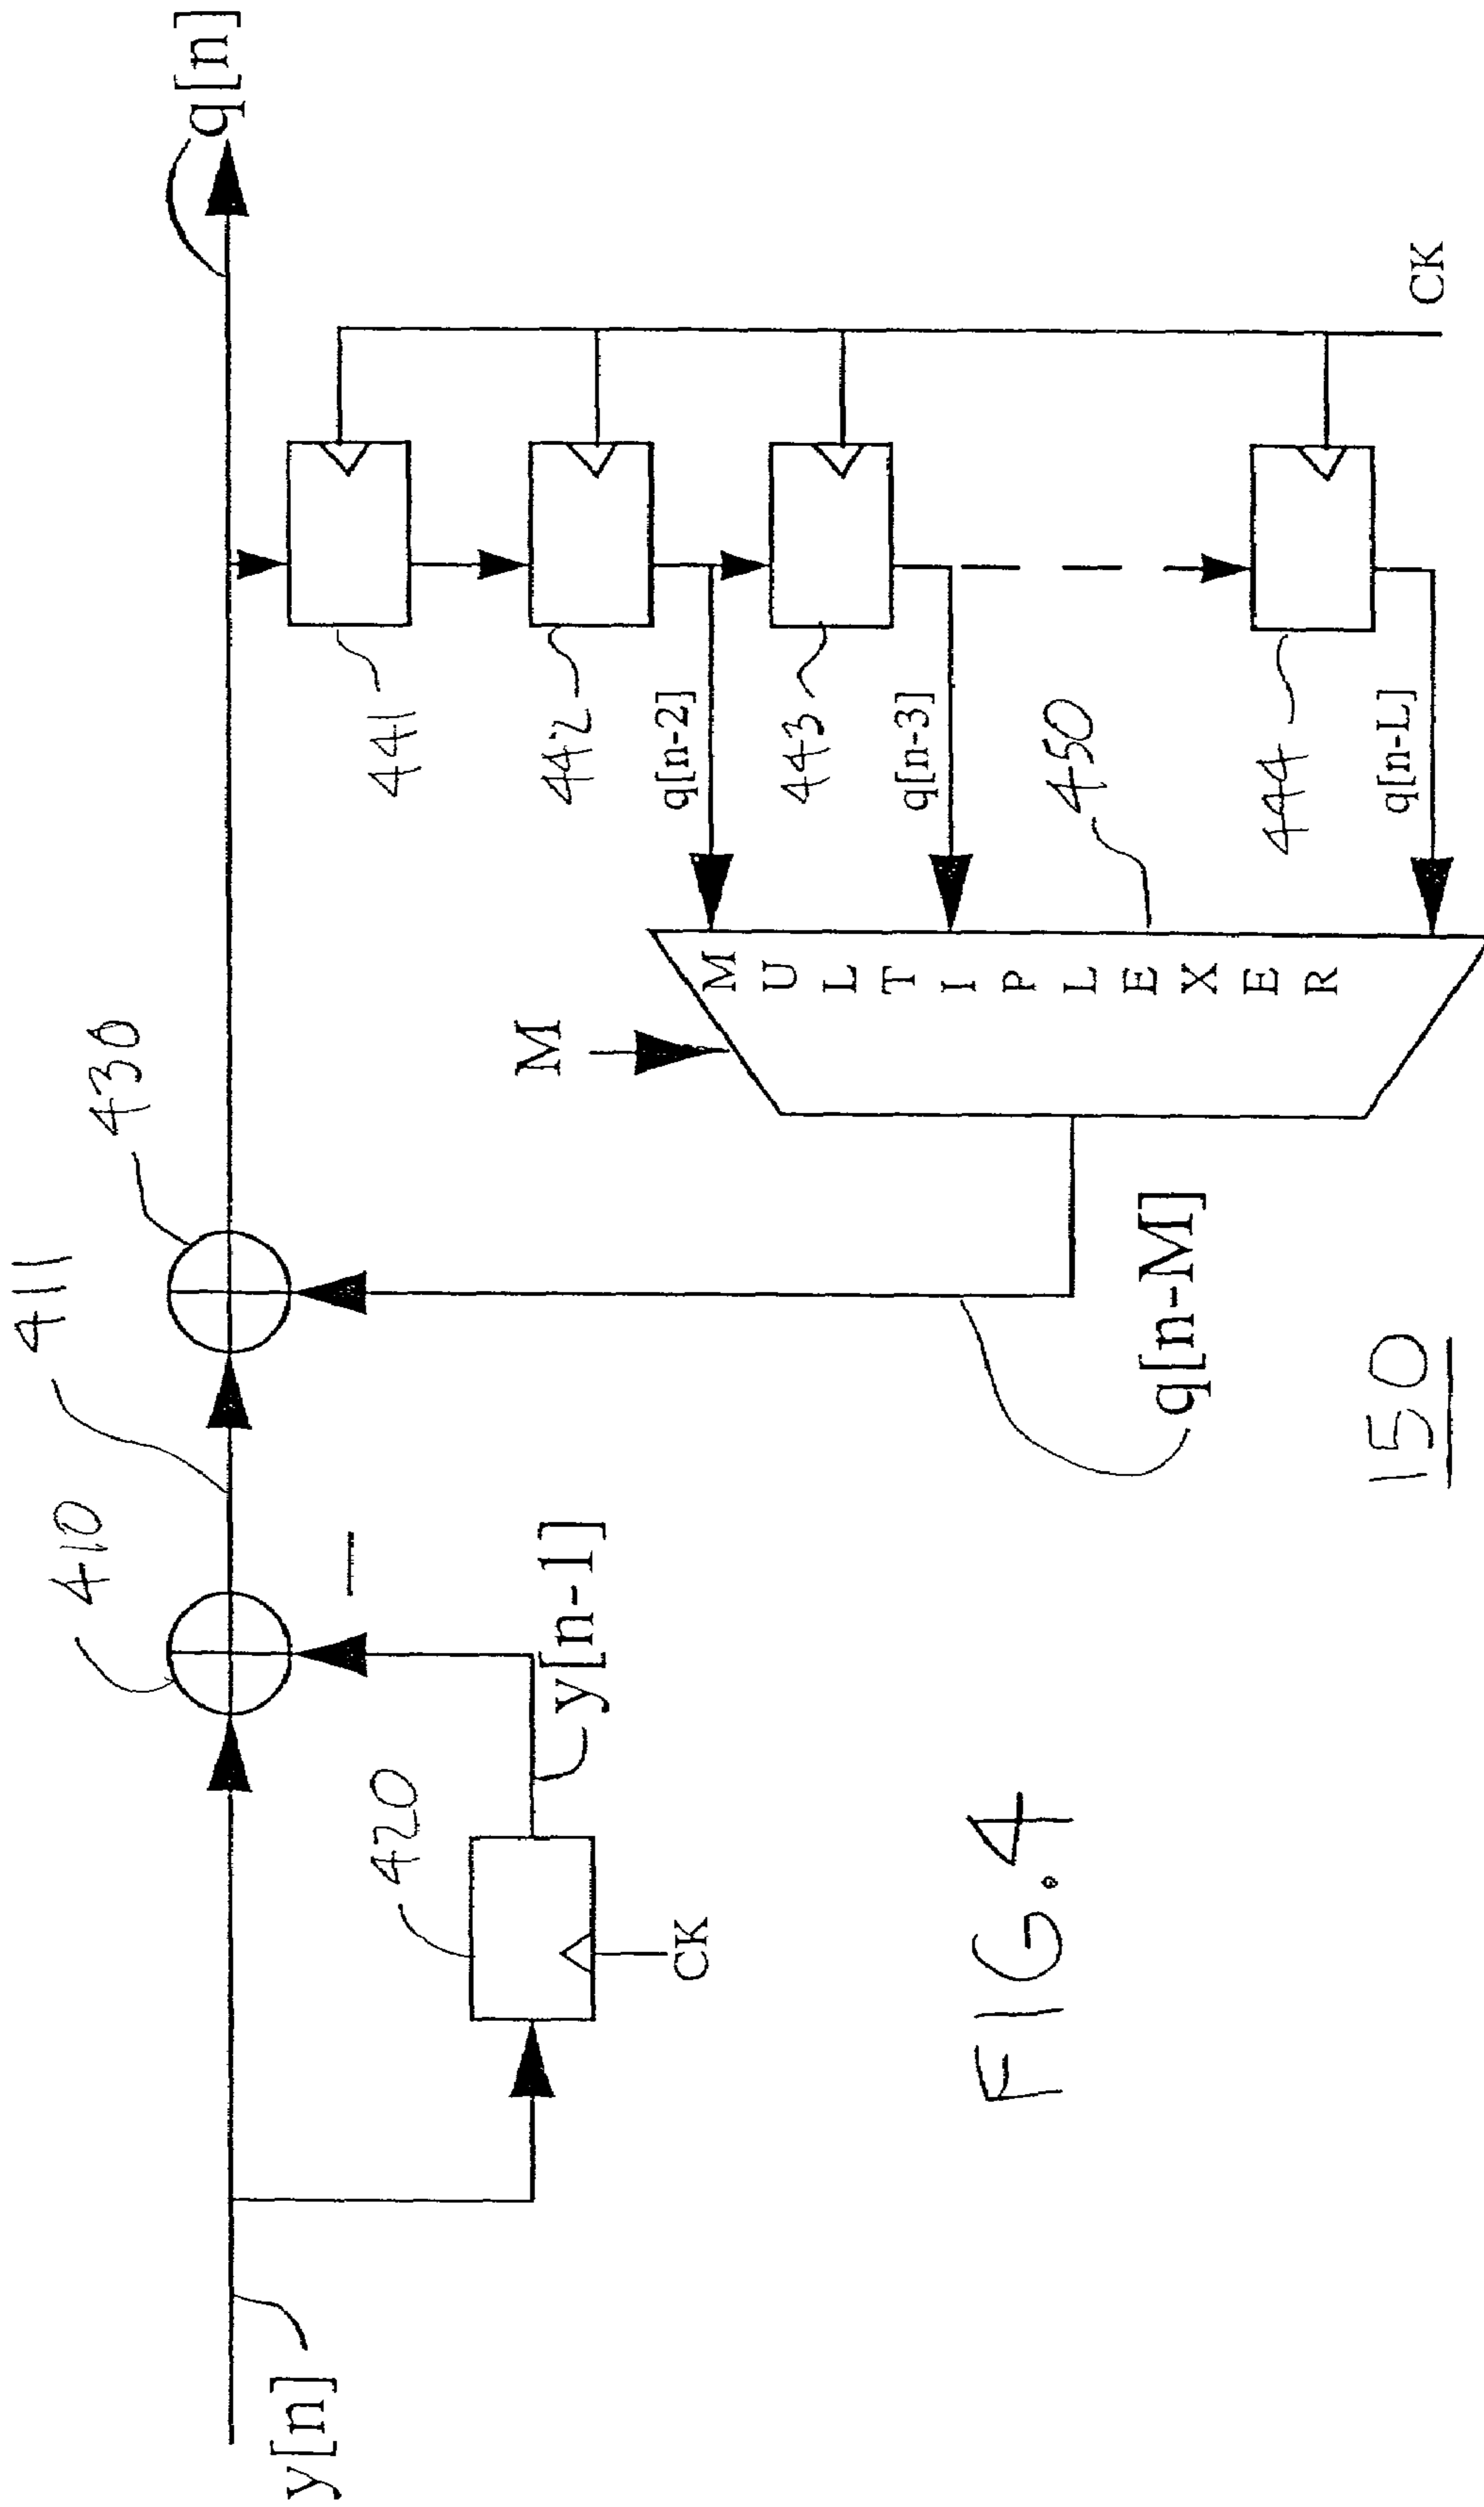 y[n]
410
411
430
q[n]
420
CK
y[n-1]
M
441
442
q[n-2]
443
q[n-3]
450
444
q[n-L]
MULTIPLEXER
CK
q[n-M]
150
FIG. 4